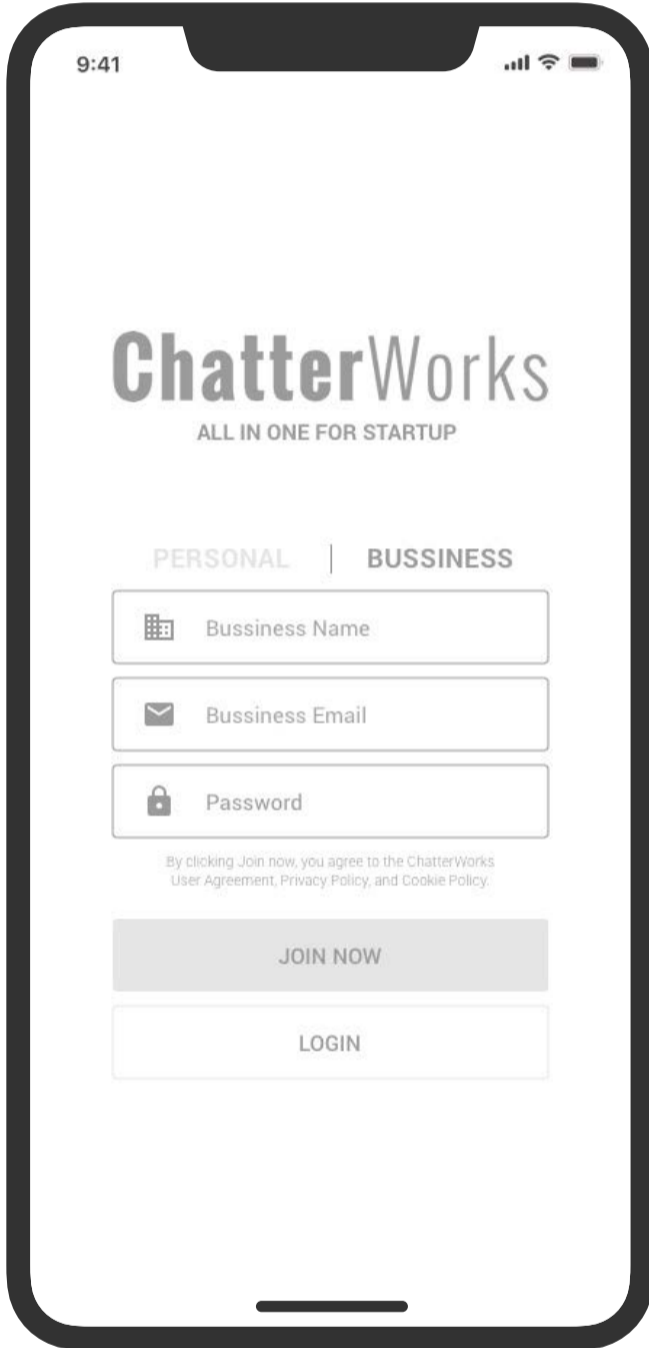 9:41
ChatterWorks
ALL IN ONE FOR STARTUP
PERSONAL | BUSSINESS
Bussiness Name
Bussiness Email
Password
By clicking Join now, you agree to the ChatterWorks
User Agreement, Privacy Policy, and Cookie Policy.
JOIN NOW
LOGIN